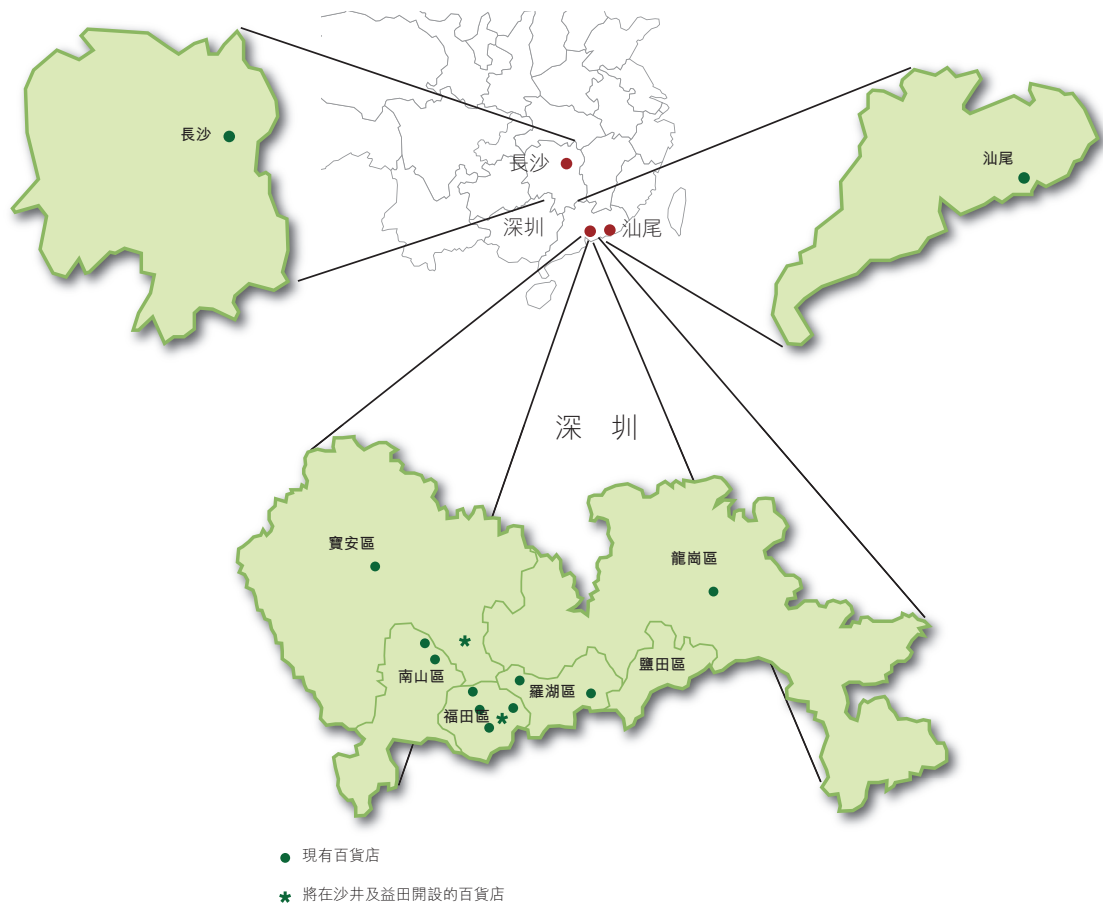 長沙
汕尾
長沙
深圳
汕尾
深 圳
寶安區
龍崗區
鹽田區
南山區
羅湖區
福田區
現有百貨店
* 將在沙井及益田開設的百貨店